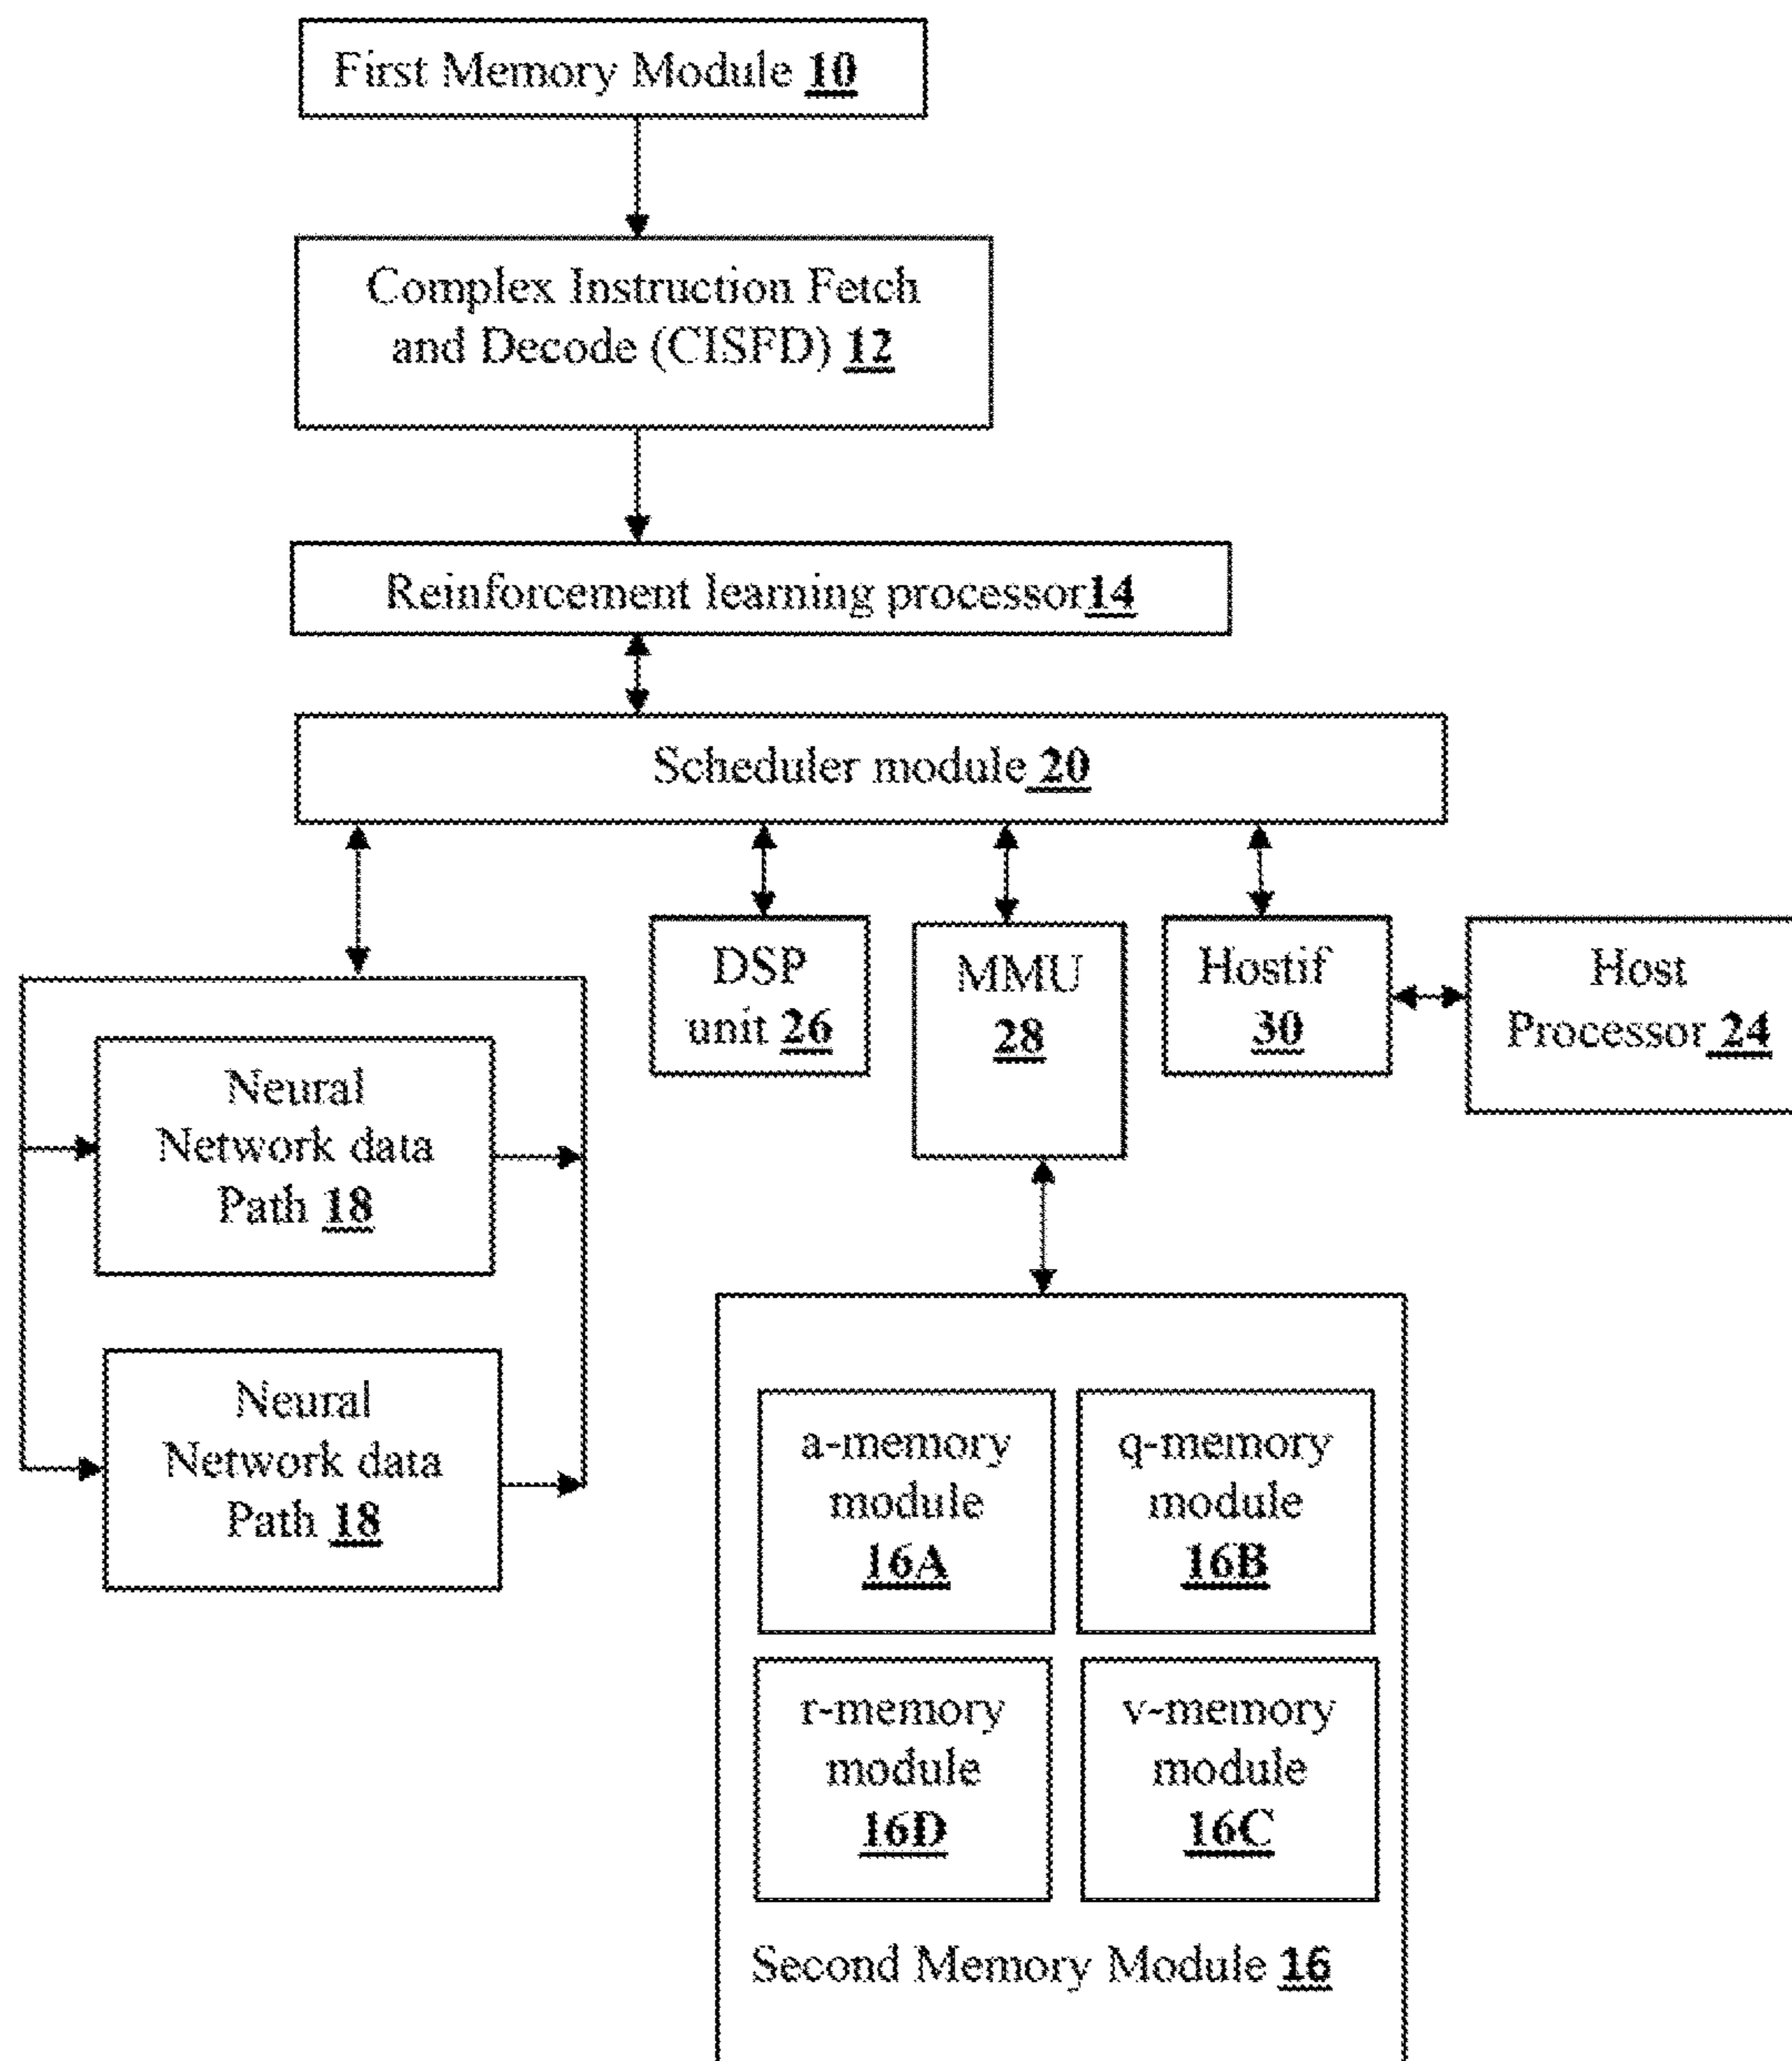 First Memory Module 10
Complex Instruction Fetch
and Decode (CISFD) 12
Reinforcement learning processor14
Scheduler module 20
DSP
unit 26
MMU
28
Hostif
30
Host
Processor 24
Neural
Network data
Path 18
Neural
Network data
Path 18
a-memory
module
16A
q-memory
module
16B
r-memory
module
16D
v-memory
module
16C
Second Memory Module 16